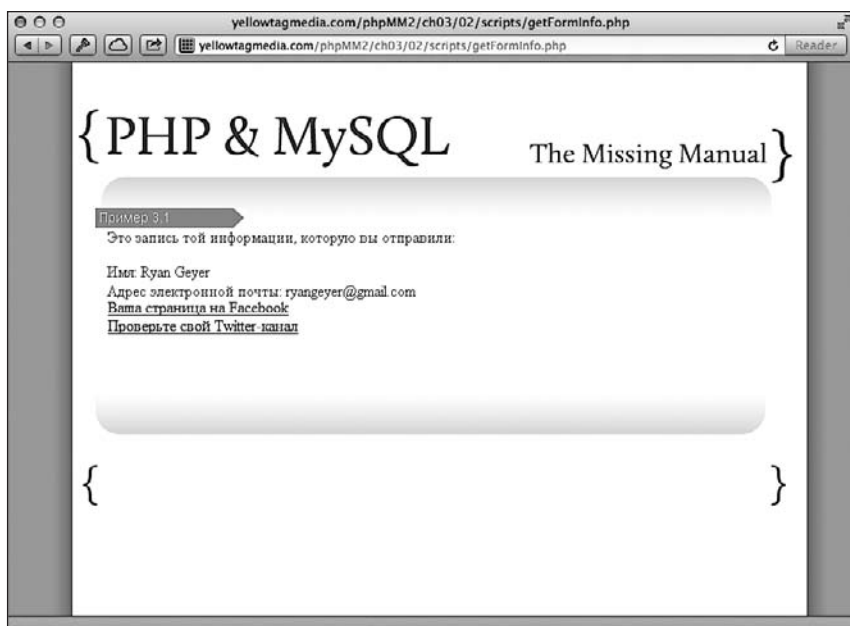 yellowtagmedia.com/phpMM2/ch03/02/scripts/getFormInfo.php
yellowtagmedia.com/phpMM2/ch03/02/scripts/getFormInfo.php
Reader
{PHP & MySQL
The Missing Manual}
Пример 3.1
Это запись той информации, которую вы отправили:
Имя: Ryan Geyer
Адрес электронной почты: ryangeyer@gmail.com
Ваша страница на Facebook
Проверьте свой Twitter-канал
{ }